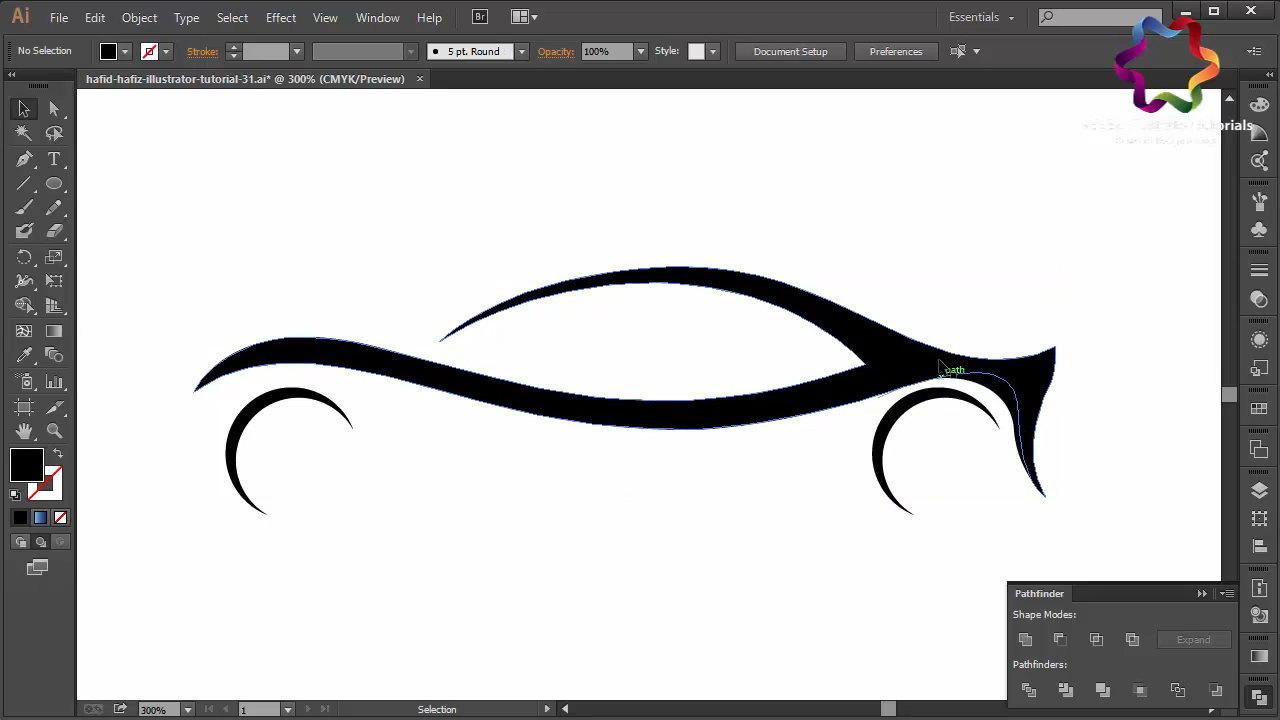 Ai File Edit Object Type Select Effect View Window Help Br Essentials
No Selection Stroke: 5 pt. Round Opacity: 100% Style: Document Setup Preferences
hafid-hafiz-illustrator-tutorial-31.ai* @ 300% (CMYK/Preview) ×
path
Pathfinder
Shape Modes:
Expand
Pathfinders:
300% 1 Selection